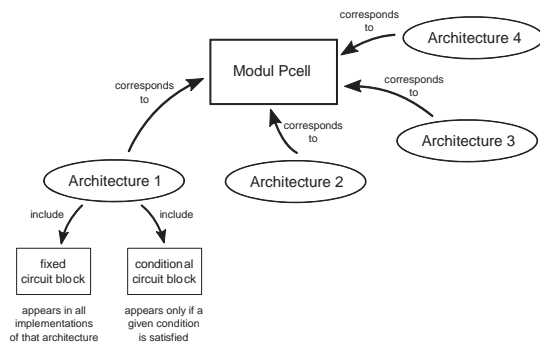 Architecture 4
corresponds
to
Modul Pcell
corresponds
to
corresponds
to
corresponds
to
Architecture 3
Architecture 1
Architecture 2
include
include
fixed
circuit block
conditional
circuit block
appears in all
implementations
of that architecture
appears only if a
given condition
is satisfied